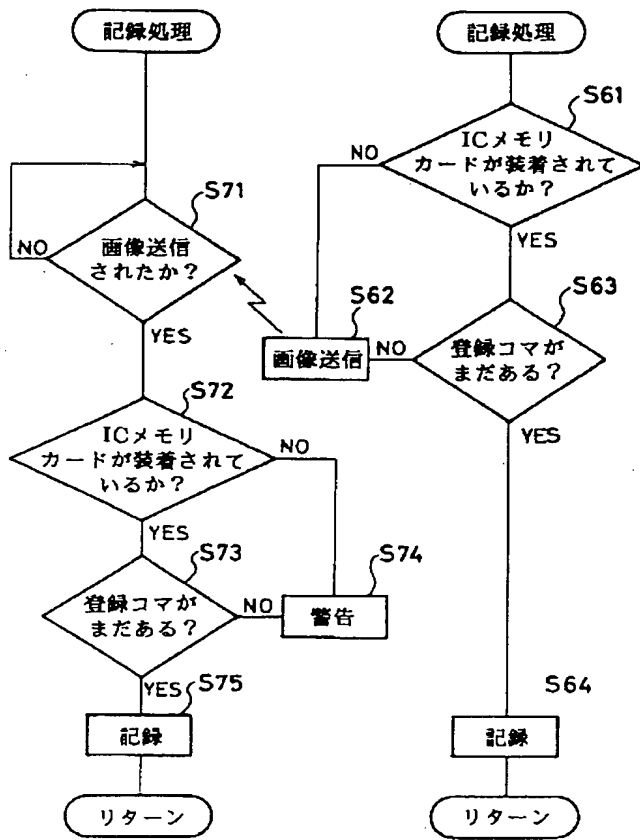 記録処理
S71
画像送信
されたか?
NO
YES
S72
ICメモリ
カードが装着されて
いるか?
NO
YES
S73
登録コマが
まだある?
NO
S74
警告
YES
S75
記録
リターン
記録処理
S61
ICメモリ
カードが装着されて
いるか?
NO
YES
S62
画像送信
S63
登録コマが
まだある?
NO
YES
S64
記録
リターン